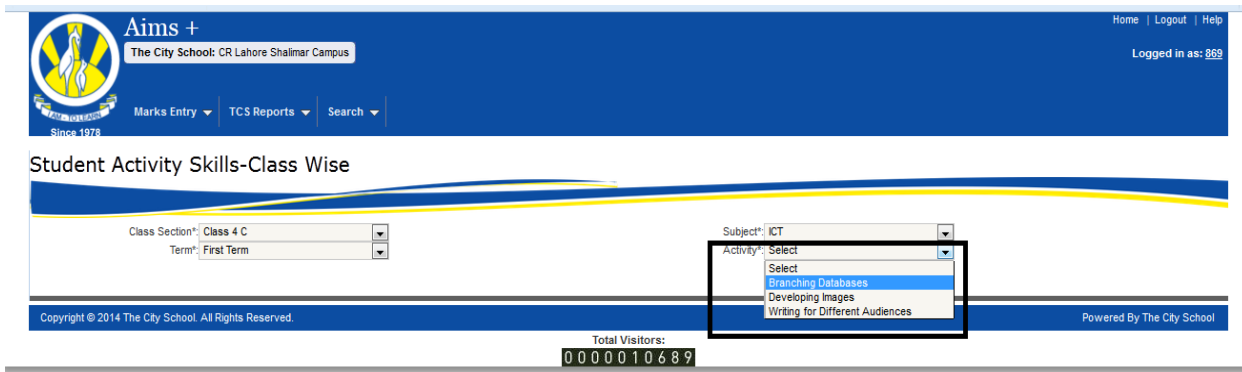 Aims +
Home | Logout | Help
The City School: CR Lahore Shalimar Campus
Logged in as: 869
Marks Entry TCS Reports Search
I AM - TO LEARN
Since 1978
Student Activity Skills-Class Wise
Class Section*: Class 4 C
Subject*: ICT
Term*: First Term
Activity*: Select
Select
Branching Databases
Developing Images
Writing for Different Audiences
Copyright © 2014 The City School. All Rights Reserved.
Powered By The City School
Total Visitors:
0000010689